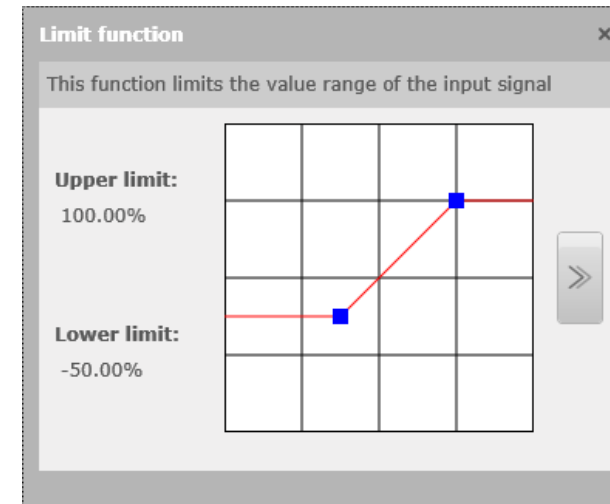 Limit function
This function limits the value range of the input signal
Upper limit:
100.00%
Lower limit:
-50.00%